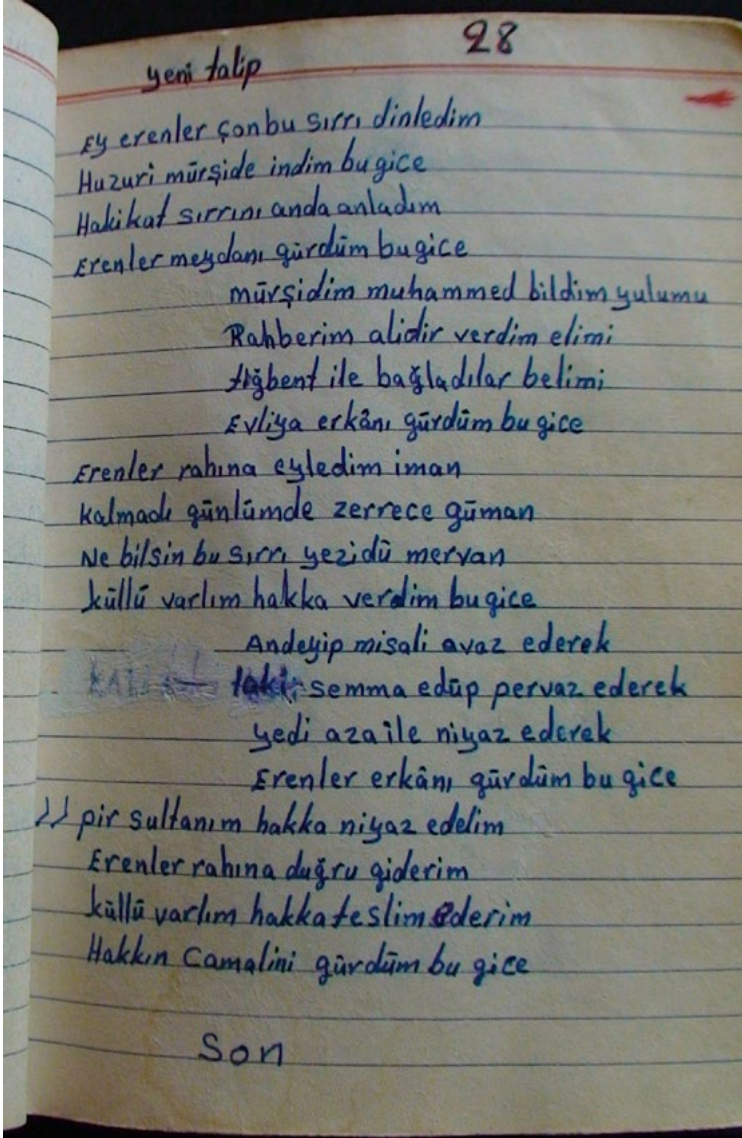 28
yeni talip
Ey erenler çanbu sırrı dinledim
Huzuri mürşide indim bu gice
Hakikat sırrını anda anladım
Erenler meydanı gürdüm bu gice
mürşidim muhammed bildim yulumu
Rahberim alidir verdim elimi
tiğbent ile bağladılar belimi
Evliya erkânı gürdüm bu gice
Erenler rahına eyledim iman
kalmadı günlümde zerrece güman
Ne bilsin bu sırrı yezidü mervan
küllü varlım hakka verdim bu gice
Andeyip misali avaz ederek
semma edüp pervaz ederek
yedi aza ile niyaz ederek
Erenler erkânı gürdüm bu gice
pir sultanım hakka niyaz edelim
Erenler rahına duğru giderim
küllü varlım hakka teslim ederim
Hakkın Camalini gürdüm bu gice
Son